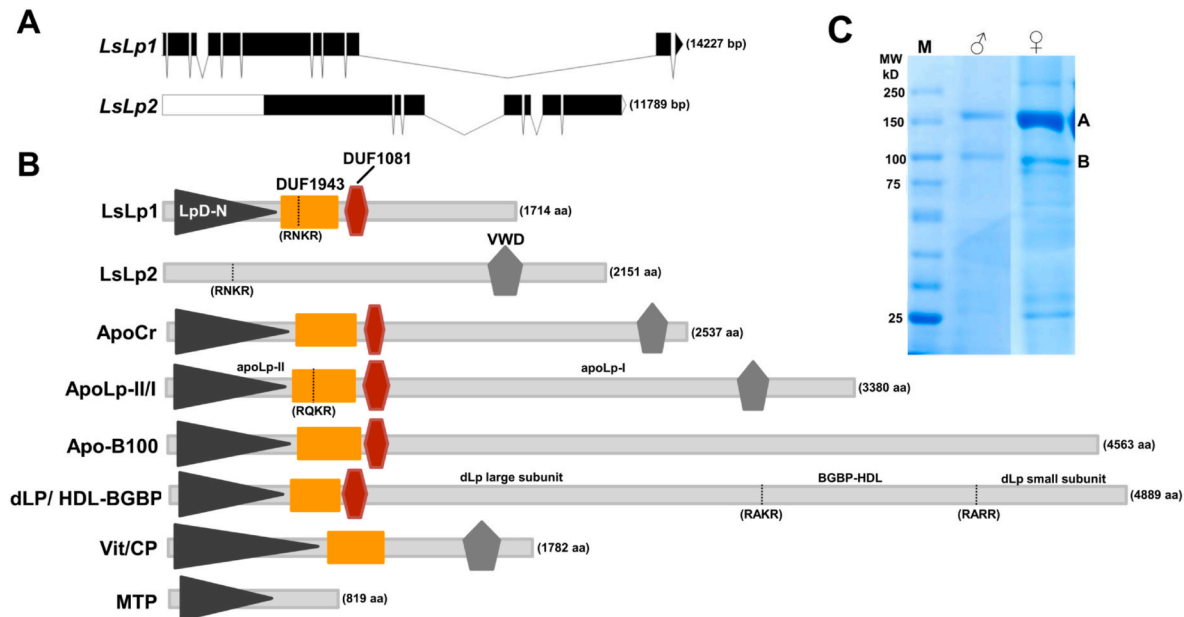 A
LsLp1
(14227 bp)
LsLp2
(11789 bp)
B
DUF1081
DUF1943
LsLp1
LpD-N
(1714 aa)
(RNKR)
VWD
LsLp2
(2151 aa)
(RNKR)
ApoCr
(2537 aa)
apoLp-II
apoLp-I
ApoLp-II/I
(3380 aa)
(RQKR)
Apo-B100
(4563 aa)
dLp large subunit
BGBP-HDL
dLp small subunit
dLP/ HDL-BGBP
(4889 aa)
(RAKR)
(RARR)
Vit/CP
(1782 aa)
MTP
(819 aa)
C
M ♂ ♀
MW
kD
250
150
A
100
B
75
25